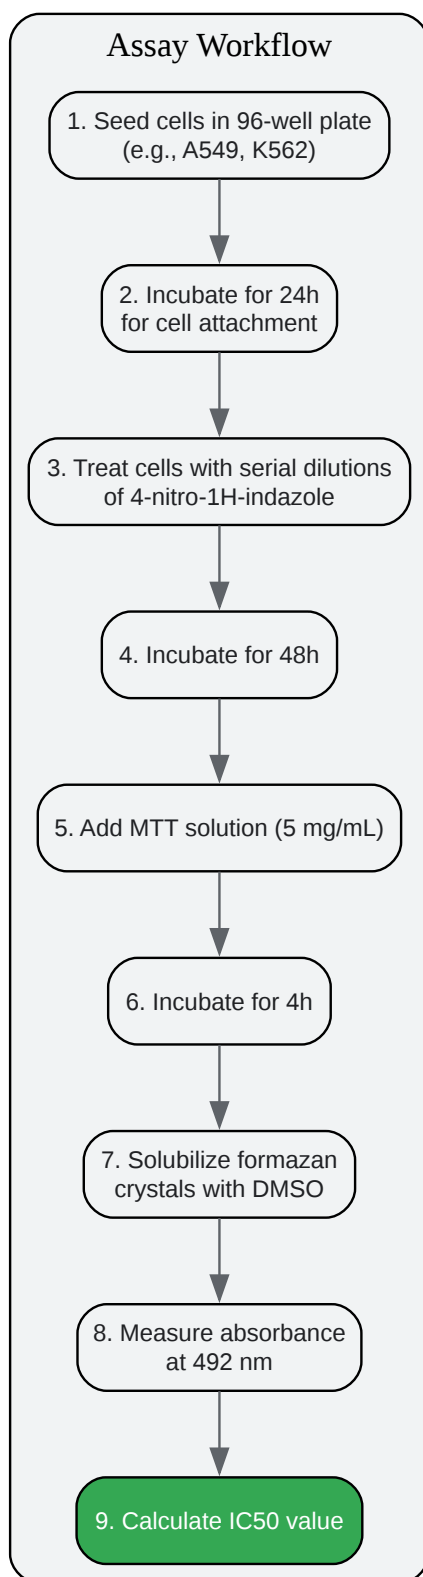 Assay Workflow
1. Seed cells in 96-well plate
(e.g., A549, K562)
2. Incubate for 24h
for cell attachment
3. Treat cells with serial dilutions
of 4-nitro-1H-indazole
4. Incubate for 48h
5. Add MTT solution (5 mg/mL)
6. Incubate for 4h
7. Solubilize formazan
crystals with DMSO
8. Measure absorbance
at 492 nm
9. Calculate IC50 value